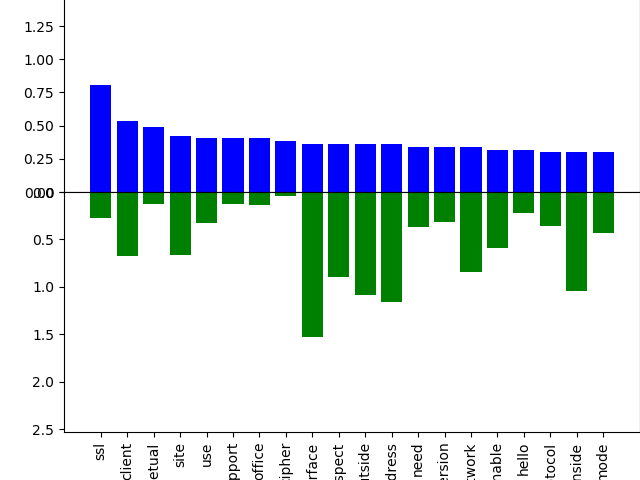 1.25
1.00
0.75
0.50
0.25
0.00
0.0
0.5
1.0
1.5
2.0
2.5
ssl
client
etual
site
use
pport
office
ipher
rface
spect
tside
dress
need
ersion
twork
nable
hello
tocol
nside
mode